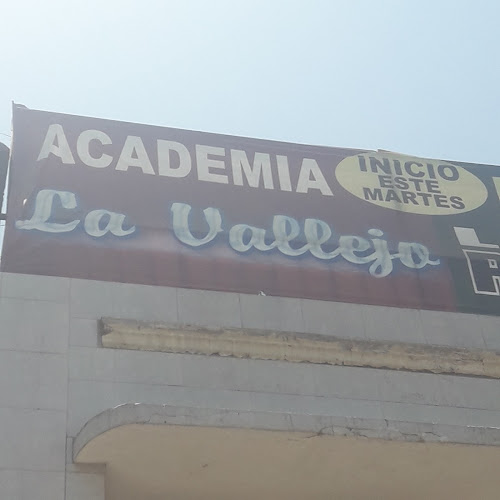 ACADEMIA
La Vallejo
INICIO
ESTE
MARTES